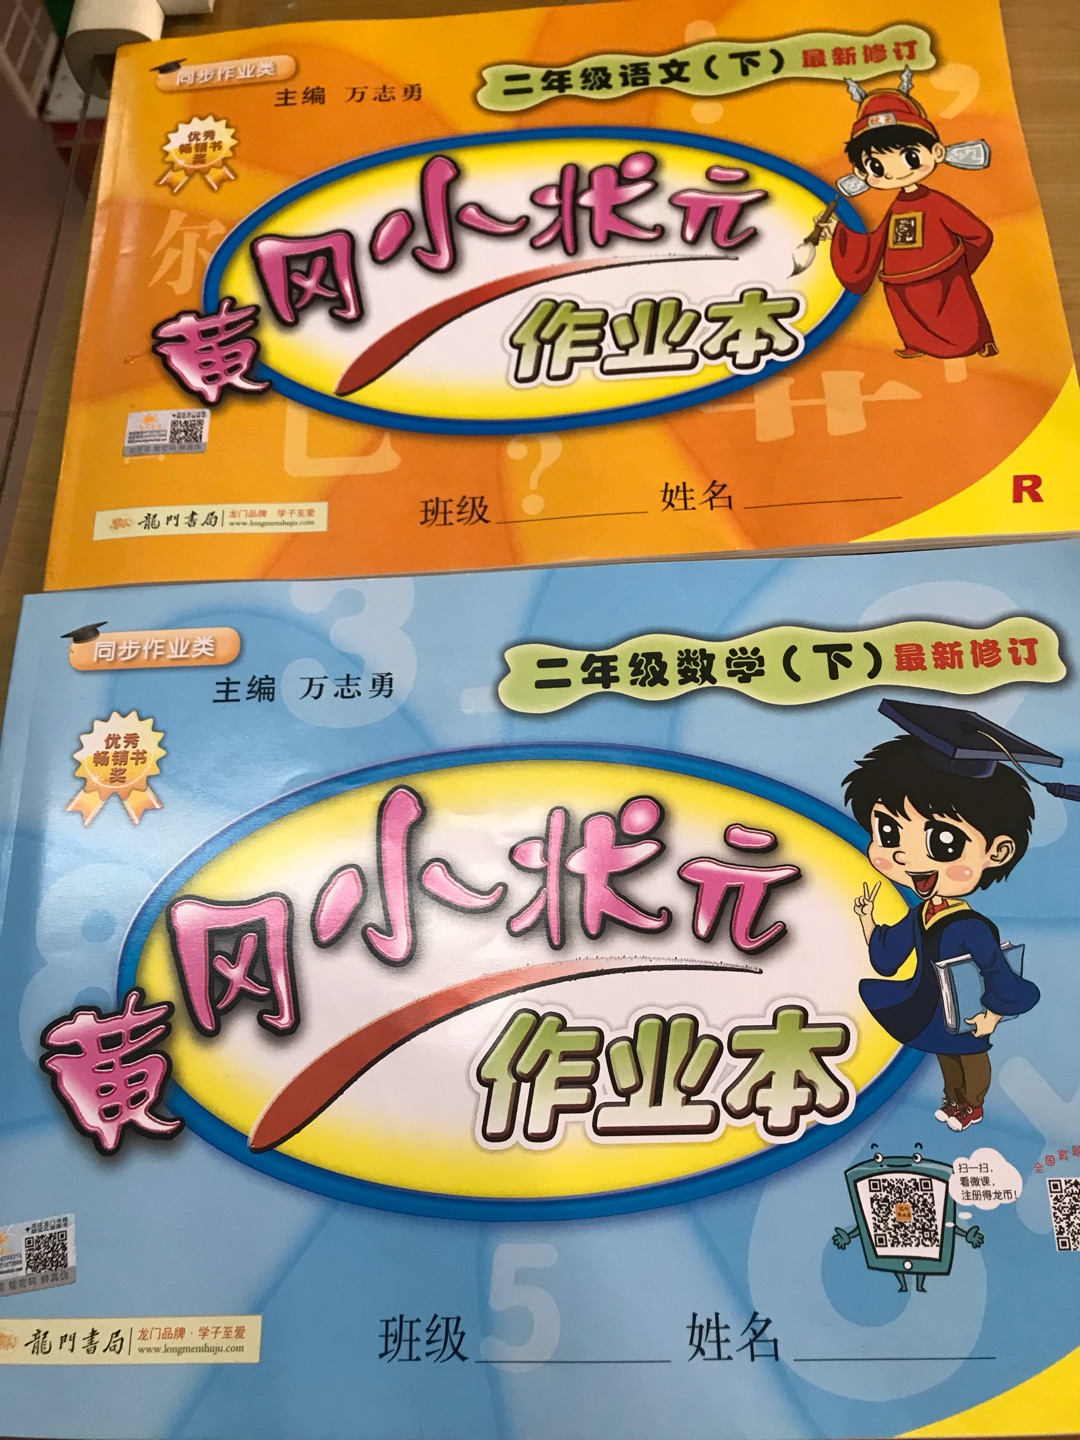 同步作业类
主编 万志勇
二年级语文（下）最新修订
优秀
畅销书
奖
状元
黄冈小状元
作业本
班级 姓名
R
龍門書局 龙门品牌·学子至爱
www.longmenshuju.com
同步作业类
主编 万志勇
二年级数学（下）最新修订
优秀
畅销书
奖
黄冈小状元
作业本
扫一扫，
看微课，
注册得龙币！
班级 姓名
龍門書局 龙门品牌·学子至爱
www.longmenshuju.com